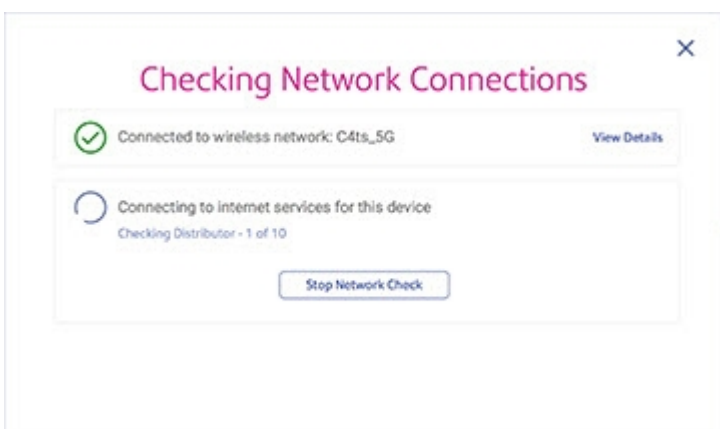 Checking Network Connections
Connected to wireless network: C4ts_5G
View Details
Connecting to internet services for this device
Checking Distributor - 1 of 10
Stop Network Check